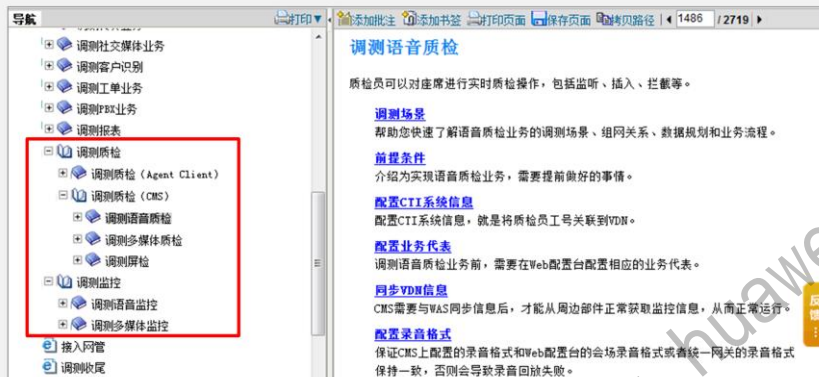 导航
打印▼
添加批注 添加书签 打印页面 保存页面 拷贝路径 1486 / 2719
调测社交媒体业务
调测客户识别
调测工单业务
调测PBX业务
调测报表
调测质检
调测质检（Agent Client）
调测质检（CMS）
调测语音质检
调测多媒体质检
调测屏检
调测监控
调测语音监控
调测多媒体监控
接入网管
调测收尾
调测语音质检
质检员可以对座席进行实时质检操作，包括监听、插入、拦截等。
调测场景
帮助您快速了解语音质检业务的调测场景、组网关系、数据规划和业务流程。
前提条件
介绍为实现语音质检业务，需要提前做好的事情。
配置CTI系统信息
配置CTI系统信息，就是将质检员工号关联到VDN。
配置业务代表
调测语音质检业务前，需要在Web配置台配置相应的业务代表。
同步VDN信息
CMS需要与WAS同步信息后，才能从周边部件正常获取监控信息，从而正常运行。
配置录音格式
保证CMS上配置的录音格式和Web配置台的会场录音格式或者统一网关的录音格式
保持一致，否则会导致录音回放失败。
反
馈
huawe